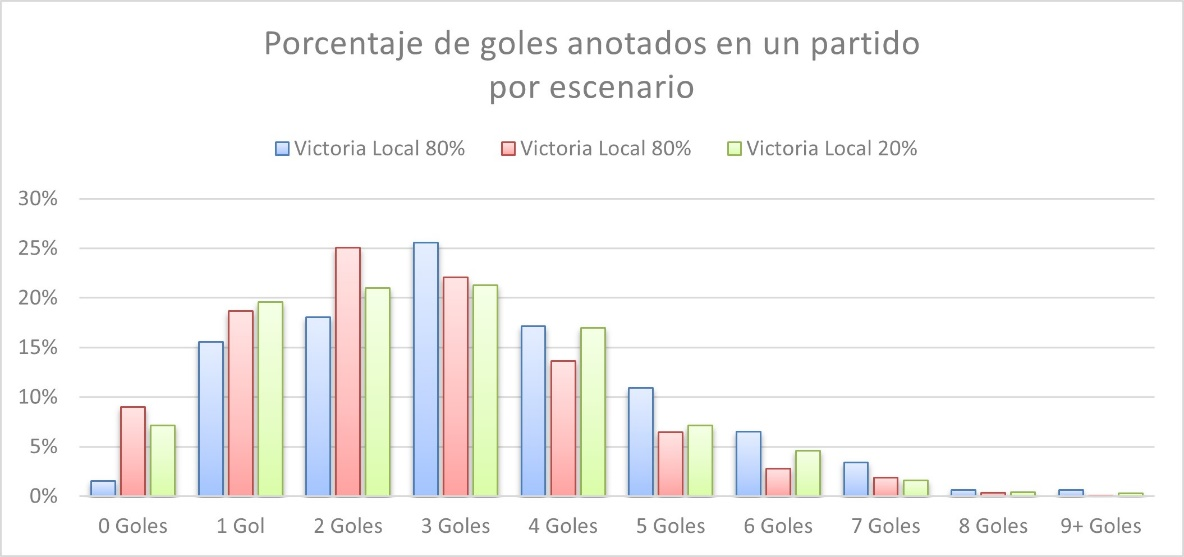 Porcentaje de goles anotados en un partido
por escenario
Victoria Local 80% Victoria Local 80% Victoria Local 20%
30%
25%
20%
15%
10%
5%
0%
0 Goles 1 Gol 2 Goles 3 Goles 4 Goles 5 Goles 6 Goles 7 Goles 8 Goles 9+ Goles